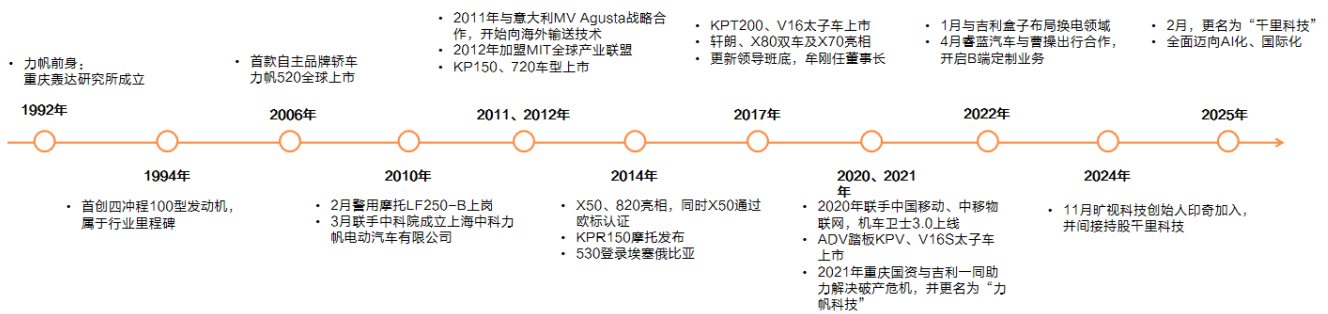 1992年
• 力帆前身：
重庆轰达研究所成立
1994年
• 首创四冲程100型发动机，
属于行业里程碑
2006年
• 首款自主品牌轿车
力帆520全球上市
2010年
• 2月警用摩托LF250-B上岗
• 3月联手中科院成立上海中科力
帆电动汽车有限公司
• 2011年与意大利MV Agusta战略合
作，开始向海外输送技术
• 2012年加盟MIT全球产业联盟
• KP150、720车型上市
2011、2012年
2014年
• X50、820亮相，同时X50通过
欧标认证
• KPR150摩托发布
• 530登录埃塞俄比亚
• KPT200、V16太子车上市
• 轩朗、X80双车及X70亮相
• 更新领导班底，牟刚任董事长
2017年
2020、2021
年
• 2020年联手中国移动、中移物
联网，机车卫士3.0上线
• ADV踏板KPV、V16S太子车
上市
• 2021年重庆国资与吉利一同助
力解决破产危机，并更名为“力
帆科技”
• 1月与吉利盒子布局换电领域
• 4月睿蓝汽车与曹操出行合作，
开启B端定制业务
2022年
2024年
• 11月旷视科技创始人印奇加入，
并间接持股千里科技
• 2月，更名为“千里科技”
• 全面迈向AI化、国际化
2025年